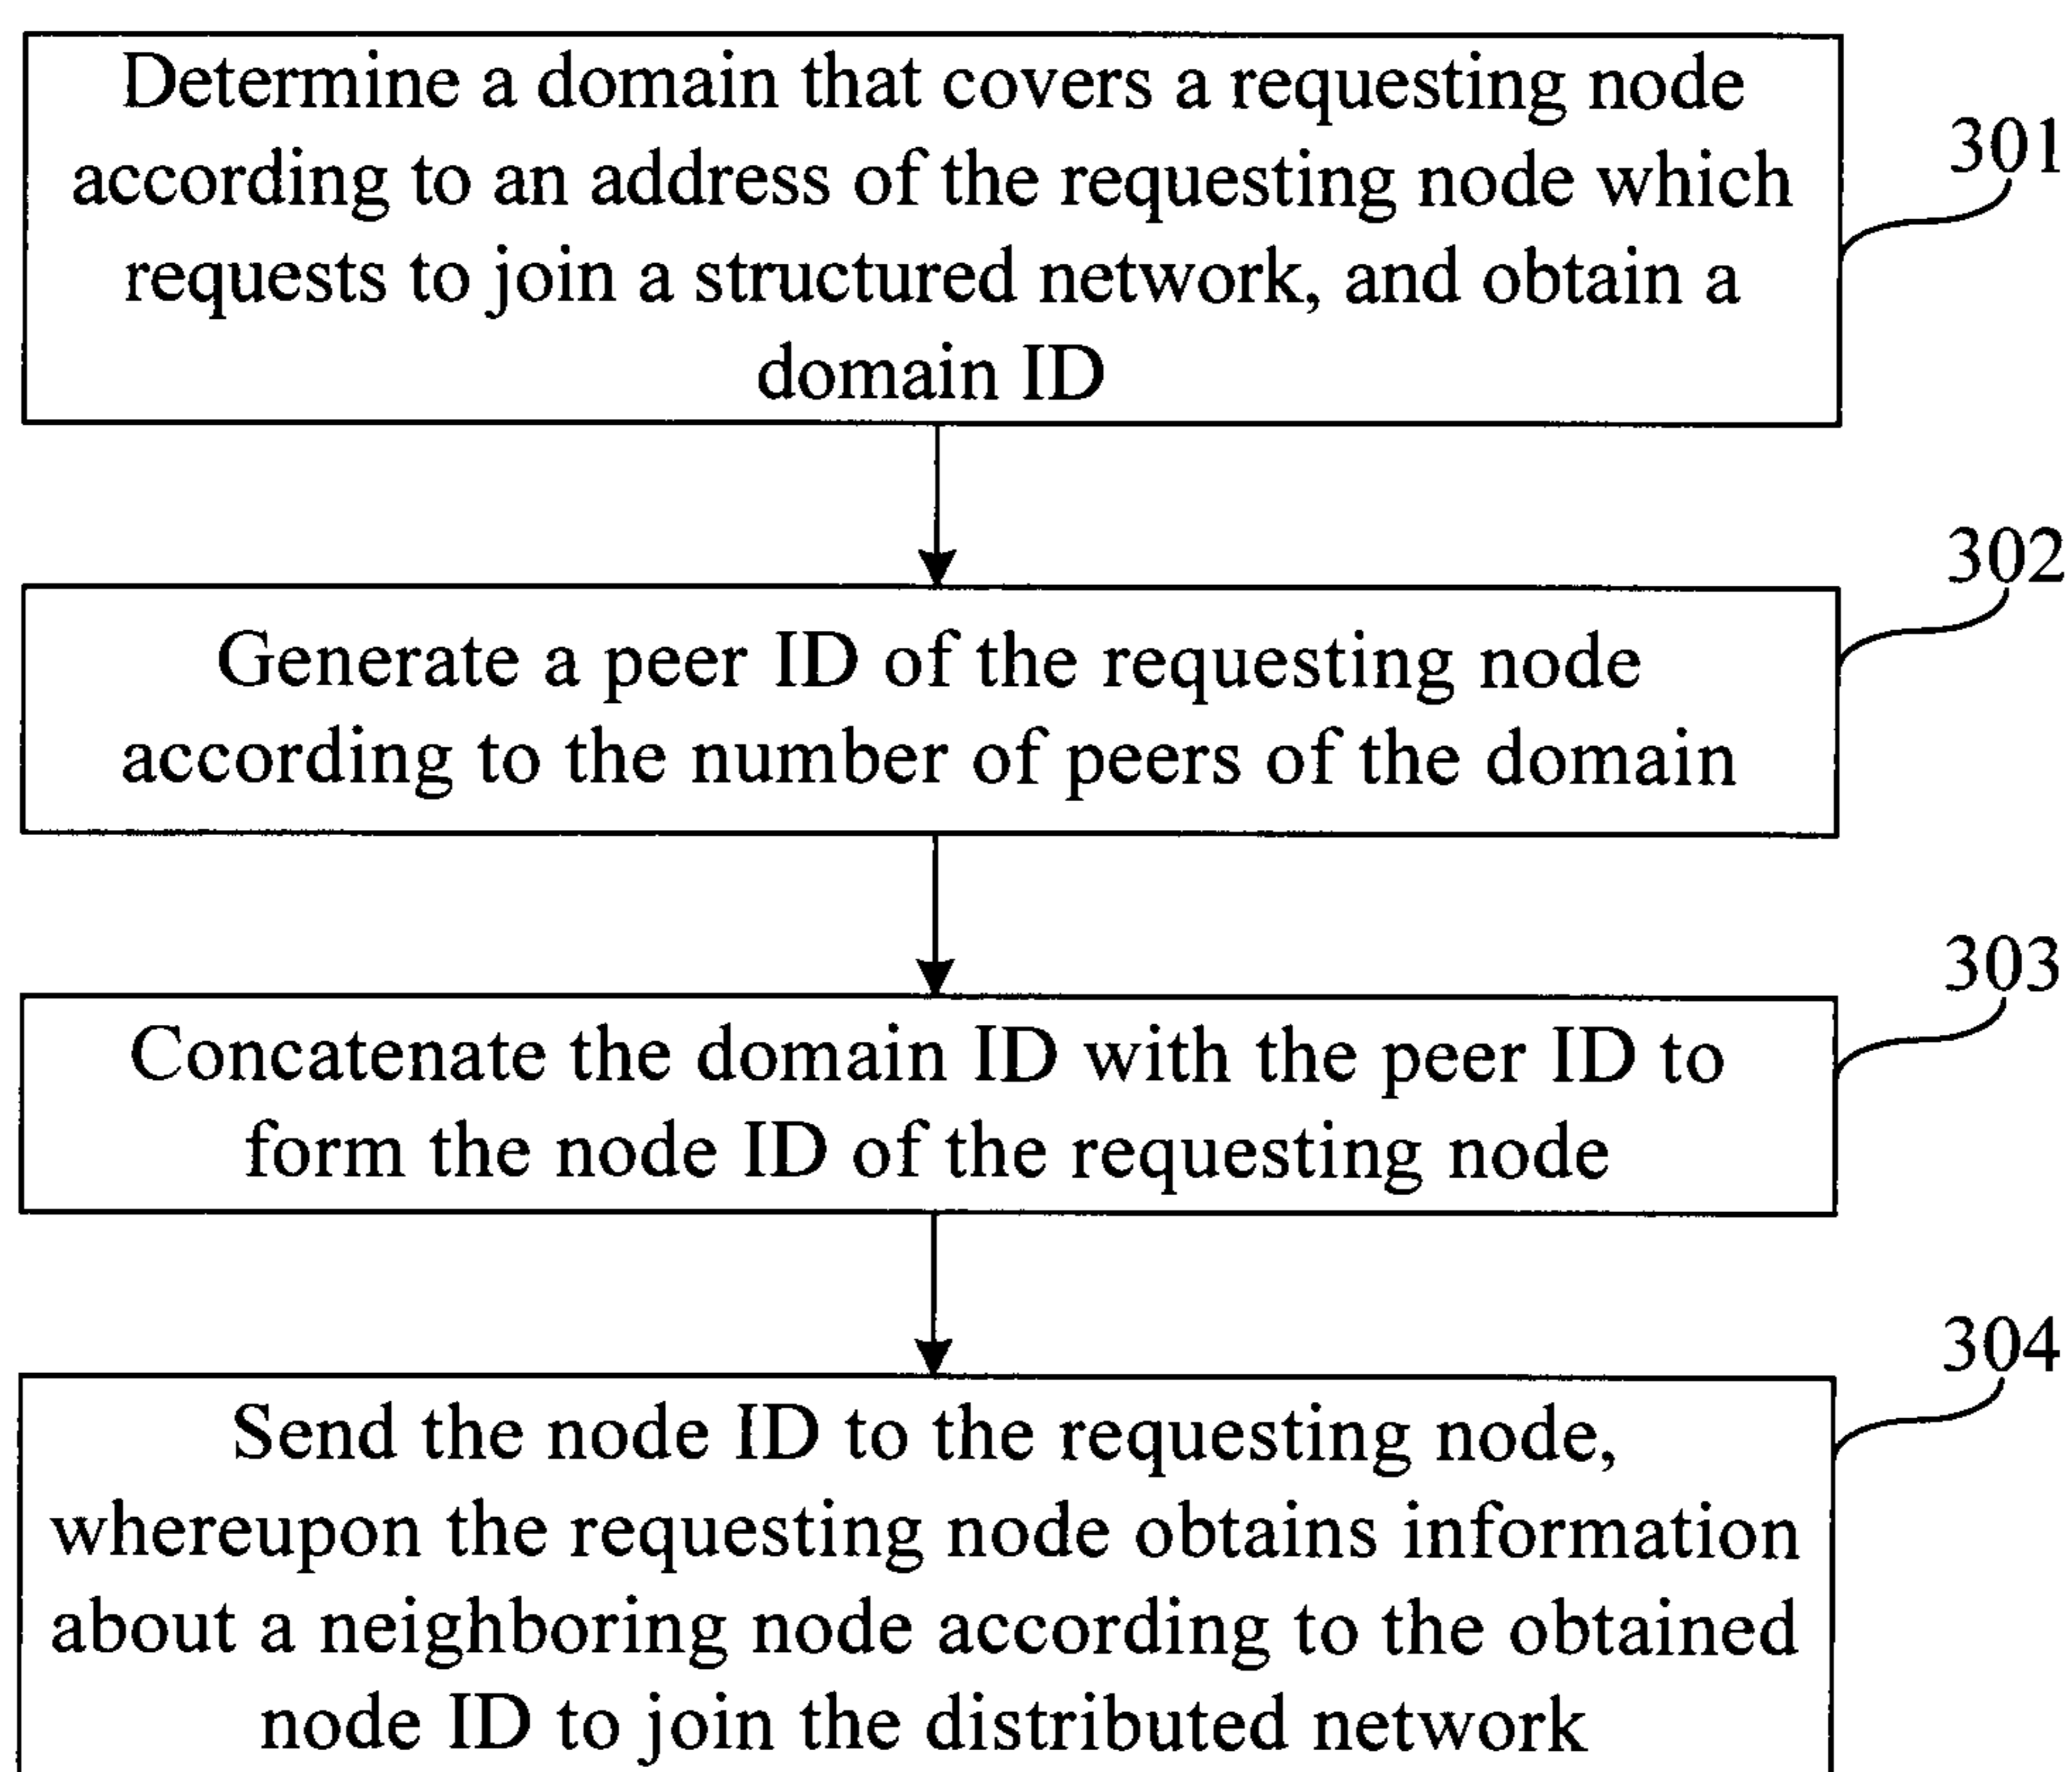 Determine a domain that covers a requesting node
according to an address of the requesting node which
requests to join a structured network, and obtain a
domain ID
301
302
Generate a peer ID of the requesting node
according to the number of peers of the domain
303
Concatenate the domain ID with the peer ID to
form the node ID of the requesting node
304
Send the node ID to the requesting node,
whereupon the requesting node obtains information
about a neighboring node according to the obtained
node ID to join the distributed network